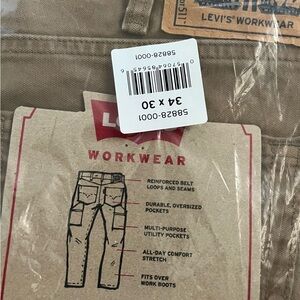 LEVI'S® WORKWEAR
58828-0001
34 x 30
58828-0001
WORKWEAR
REINFORCED BELT
LOOPS AND SEAMS
DURABLE, OVERSIZED
POCKETS
MULTI-PURPOSE
UTILITY POCKETS
ALL-DAY COMFORT
STRETCH
FITS OVER
WORK BOOTS